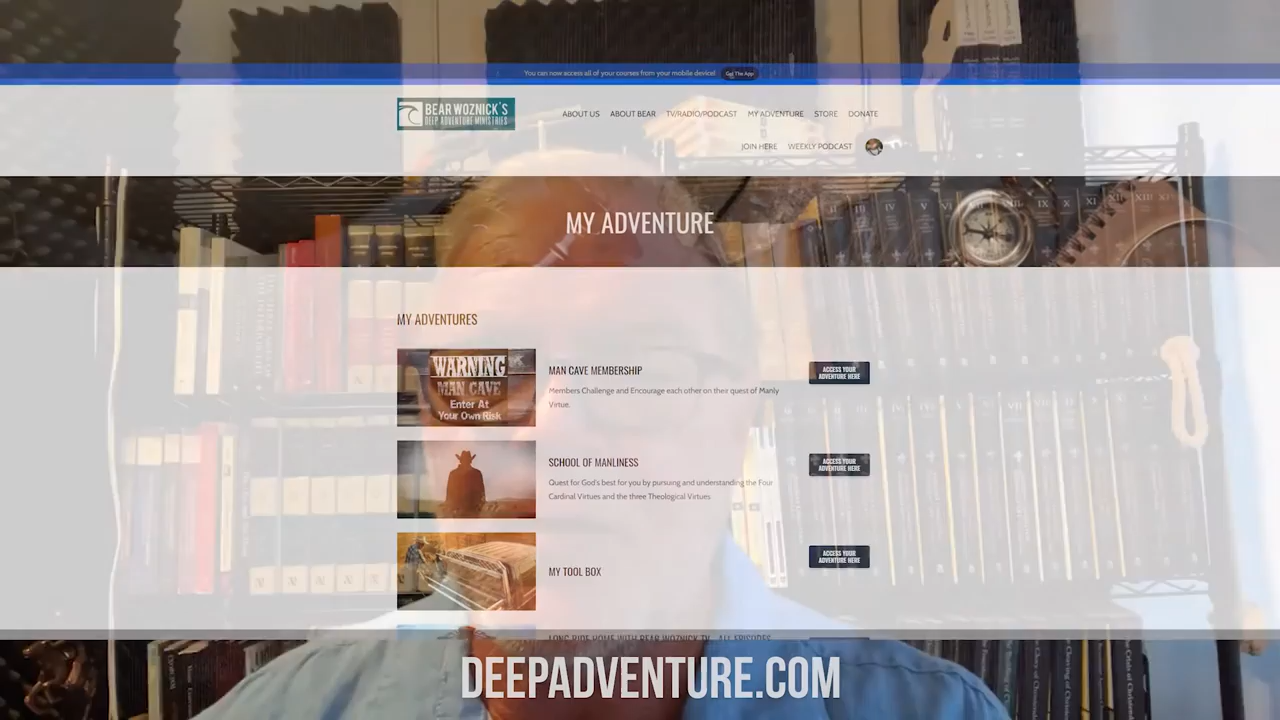 You can now access all of your courses from your mobile device! Get The App
BEAR WOZNICK'S
DEEP ADVENTURE MINISTRIES
ABOUT US ABOUT BEAR TV/RADIO/PODCAST MY ADVENTURE STORE DONATE
JOIN HERE WEEKLY PODCAST
MY ADVENTURE
MY ADVENTURES
WARNING
MAN CAVE
Enter At
Your Own Risk
MAN CAVE MEMBERSHIP
Members Challenge and Encourage each other on their quest of Manly
Virtue.
ACCESS YOUR
ADVENTURE HERE
SCHOOL OF MANLINESS
Quest for God's best for you by pursuing and understanding the Four
Cardinal Virtues and the three Theological Virtues
ACCESS YOUR
ADVENTURE HERE
MY TOOL BOX
ACCESS YOUR
ADVENTURE HERE
LONG RIDE HOME WITH BEAR WOZNICK TV - ALL EPISODES
DEEPADVENTURE.COM